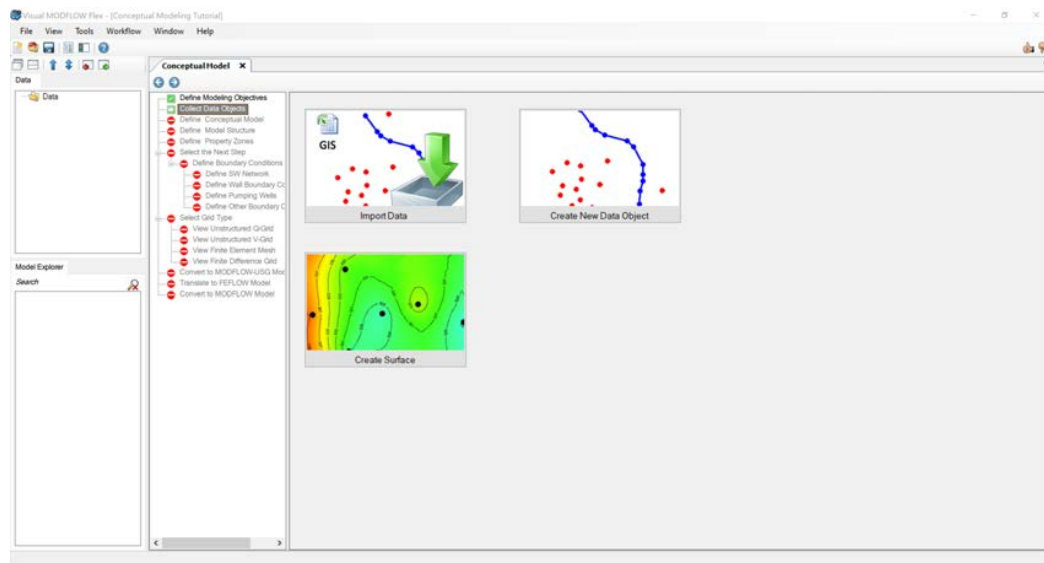 Visual MODFLOW Flex - [Conceptual Modeling Tutorial]
File View Tools Workflow Window Help
Data
Data
Model Explorer
Search
ConceptualModel
Define Modeling Objectives
Collect Data Objects
Define Conceptual Model
Define Model Structure
Define Property Zones
Select the Next Step
Define Boundary Conditions
Define SW Network
Define Wall Boundary Co
Define Pumping Wells
Define Other Boundary C
Select Grid Type
View Unstructured Q-Grid
View Unstructured V-Grid
View Finite Element Mesh
View Finite Difference Grid
Convert to MODFLOW-USG Mod
Translate to FEFLOW Model
Convert to MODFLOW Model
GIS
Import Data
Create New Data Object
Create Surface